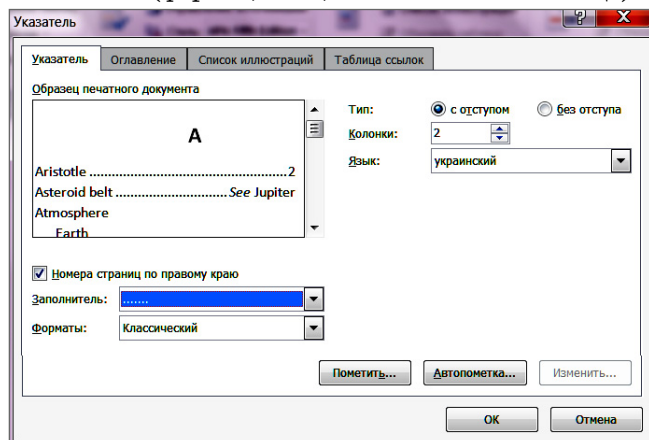 Указатель
Указатель Оглавление Список иллюстраций Таблица ссылок
Образец печатного документа
A
Aristotle ..............................................2
Asteroid belt ..........................See Jupiter
Atmosphere
Earth
Тип: с отступом без отступа
Колонки: 2
Язык: украинский
Номера страниц по правому краю
Заполнитель: .......
Форматы: Классический
Пометить... Автопометка... Изменить...
ОК Отмена